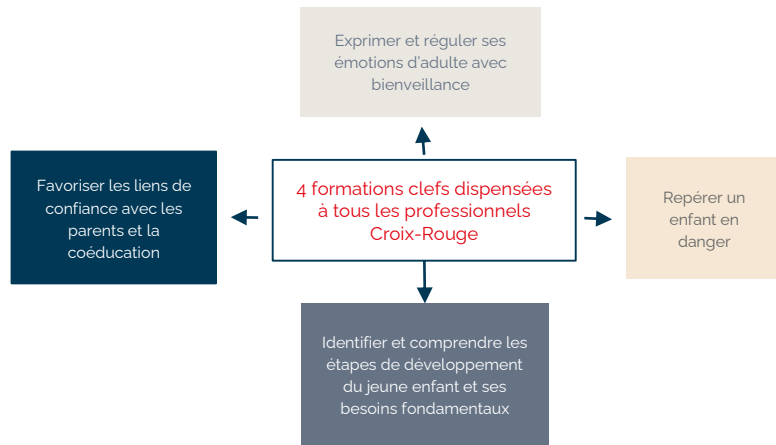 Exprimer et réguler ses
émotions d'adulte avec
bienveillance
Favoriser les liens de
confiance avec les
parents et la
coéducation
4 formations clefs dispensées
à tous les professionnels
Croix-Rouge
Repérer un
enfant en
danger
Identifier et comprendre les
étapes de développement
du jeune enfant et ses
besoins fondamentaux